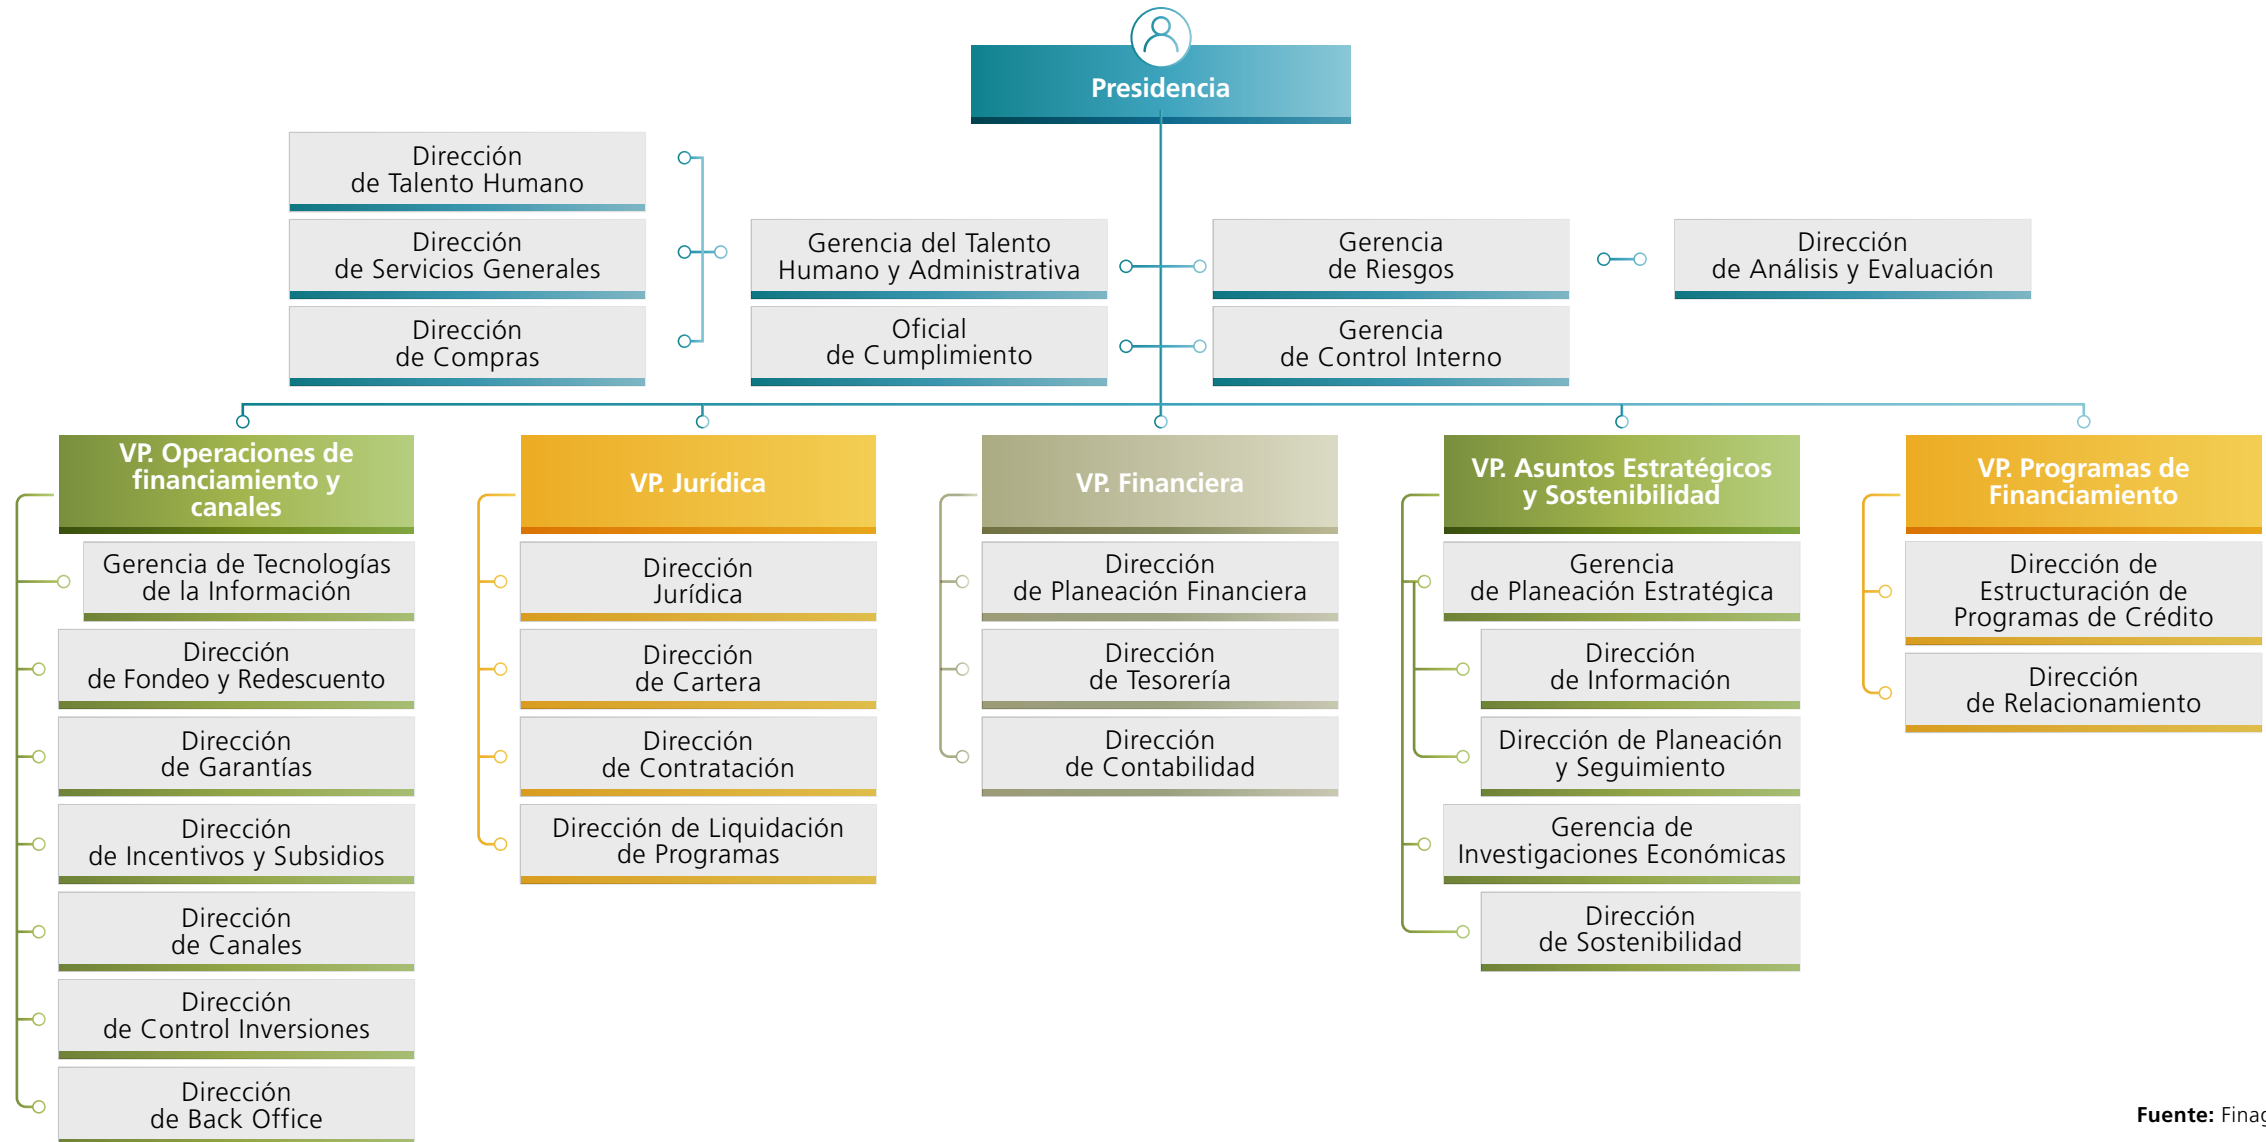 Presidencia
Dirección
de Talento Humano
Dirección
de Servicios Generales
Dirección
de Compras
Gerencia del Talento
Humano y Administrativa
Oficial
de Cumplimiento
Gerencia
de Riesgos
Gerencia
de Control Interno
Dirección
de Análisis y Evaluación
VP. Operaciones de
financiamiento y
canales
Gerencia de Tecnologías
de la Información
Dirección
de Fondeo y Redescuento
Dirección
de Garantías
Dirección
de Incentivos y Subsidios
Dirección
de Canales
Dirección
de Control Inversiones
Dirección
de Back Office
VP. Jurídica
Dirección
Jurídica
Dirección
de Cartera
Dirección
de Contratación
Dirección de Liquidación
de Programas
VP. Financiera
Dirección
de Planeación Financiera
Dirección
de Tesorería
Dirección
de Contabilidad
VP. Asuntos Estratégicos
y Sostenibilidad
Gerencia
de Planeación Estratégica
Dirección
de Información
Dirección de Planeación
y Seguimiento
Gerencia de
Investigaciones Económicas
Dirección
de Sostenibilidad
VP. Programas de
Financiamiento
Dirección de
Estructuración de
Programas de Crédito
Dirección
de Relacionamiento
Fuente: